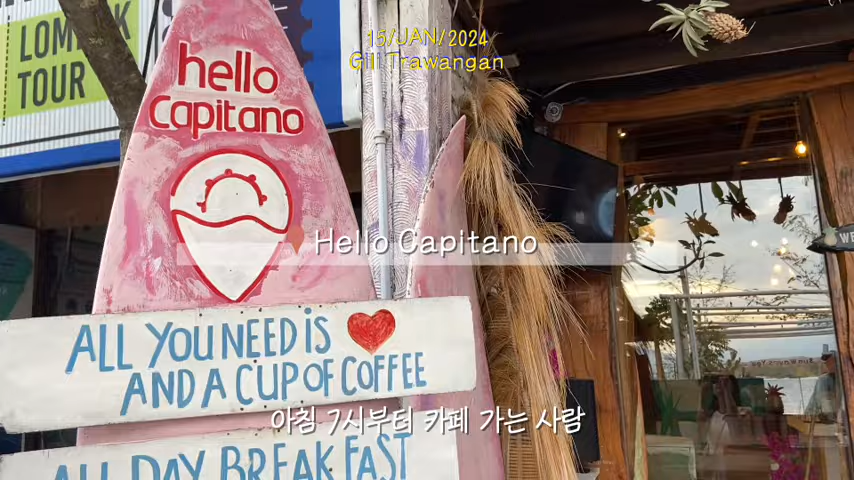 15/JAN/2024
Gili Trawangan
LOMBOK
TOUR
hello
Capitano
Hello Capitano
ALL YOU NEED iS
AND A CUP OF COFFEE
아침 7시부터 카페 가는 사람
ALL DAY BREAKFAST
WE